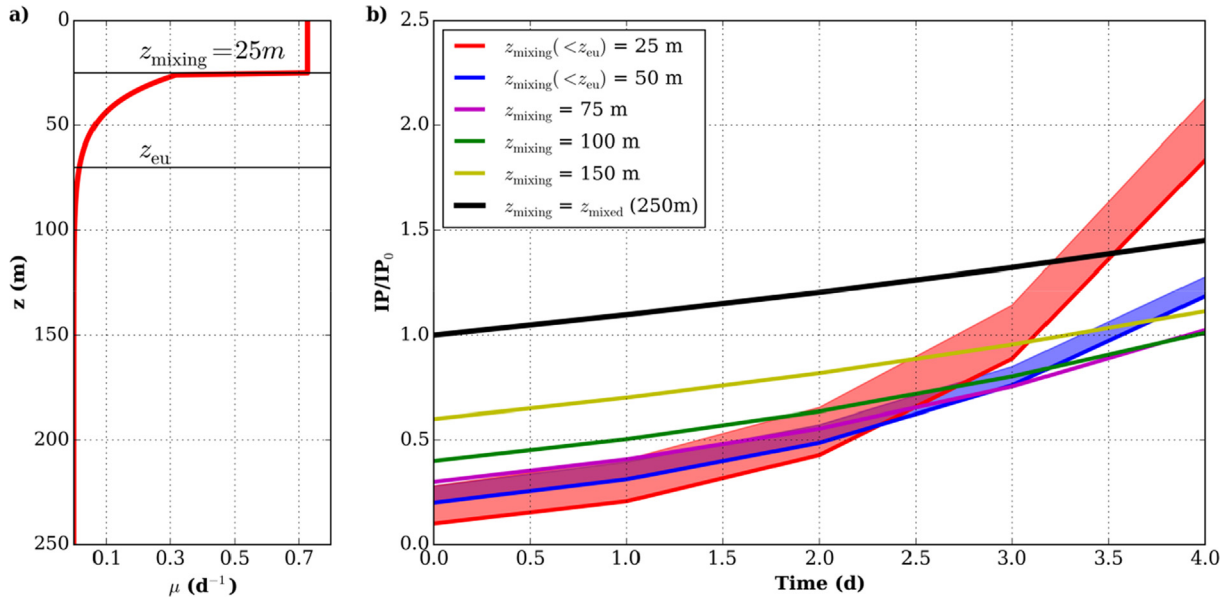 a)
0
50
100
150
200
250
z (m)
z_mixing = 25m
z_eu
0.1 0.3 0.5 0.7
μ (d⁻¹)
b)
2.5
2.0
1.5
1.0
0.5
0.0
IP/IP₀
z_mixing(<z_eu) = 25 m
z_mixing(<z_eu) = 50 m
z_mixing = 75 m
z_mixing = 100 m
z_mixing = 150 m
z_mixing = z_mixed (250m)
0.0 0.5 1.0 1.5 2.0 2.5 3.0 3.5 4.0
Time (d)